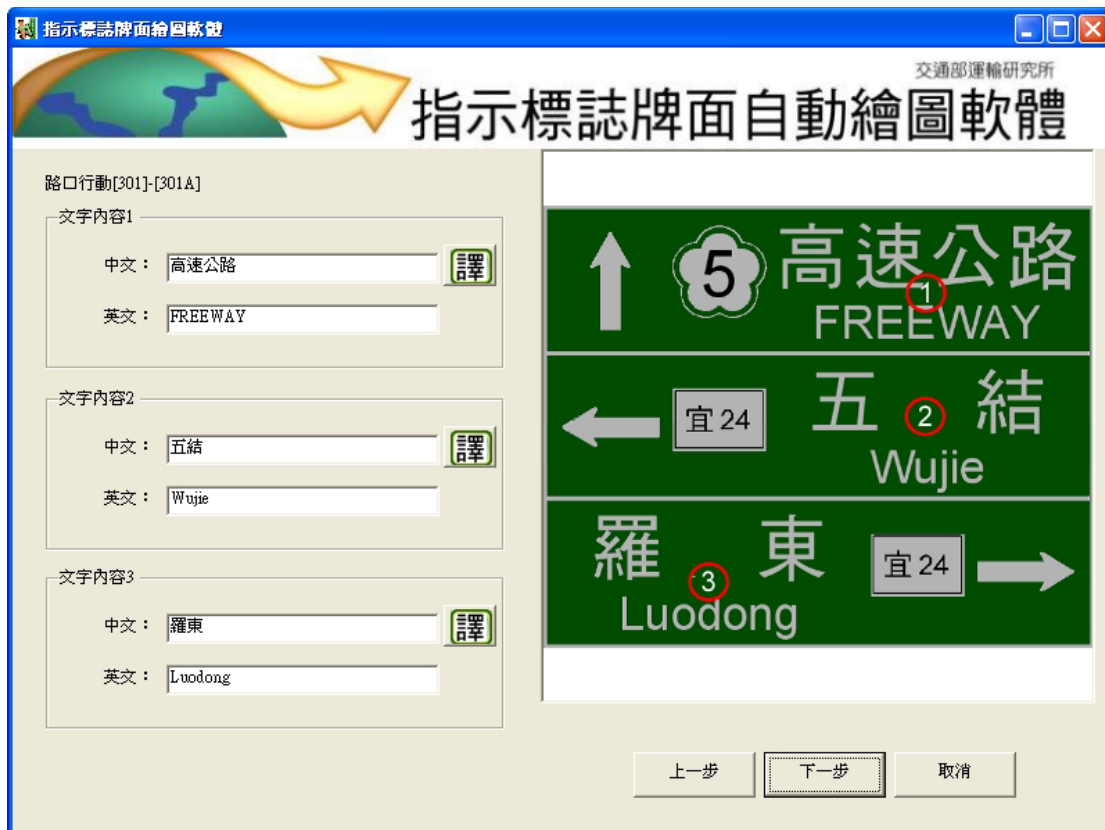 指示標誌牌面繪圖軟體
交通部運輸研究所
指示標誌牌面自動繪圖軟體
路口行動[301]-[301A]
文字內容1
中文： 高速公路 譯
英文： FREEWAY
文字內容2
中文： 五結 譯
英文： Wujie
文字內容3
中文： 羅東 譯
英文： Luodong
5 高速公路
1
FREEWAY
宜24 五 2 結
Wujie
羅 東 宜24
3
Luodong
上一步 下一步 取消